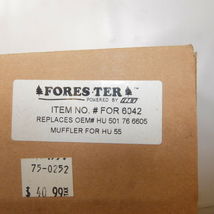 FORES·TER™
POWERED BY
ITEM NO. # FOR 6042
REPLACES OEM# HU 501 76 6605
MUFFLER FOR HU 55
75-0252
$40.99